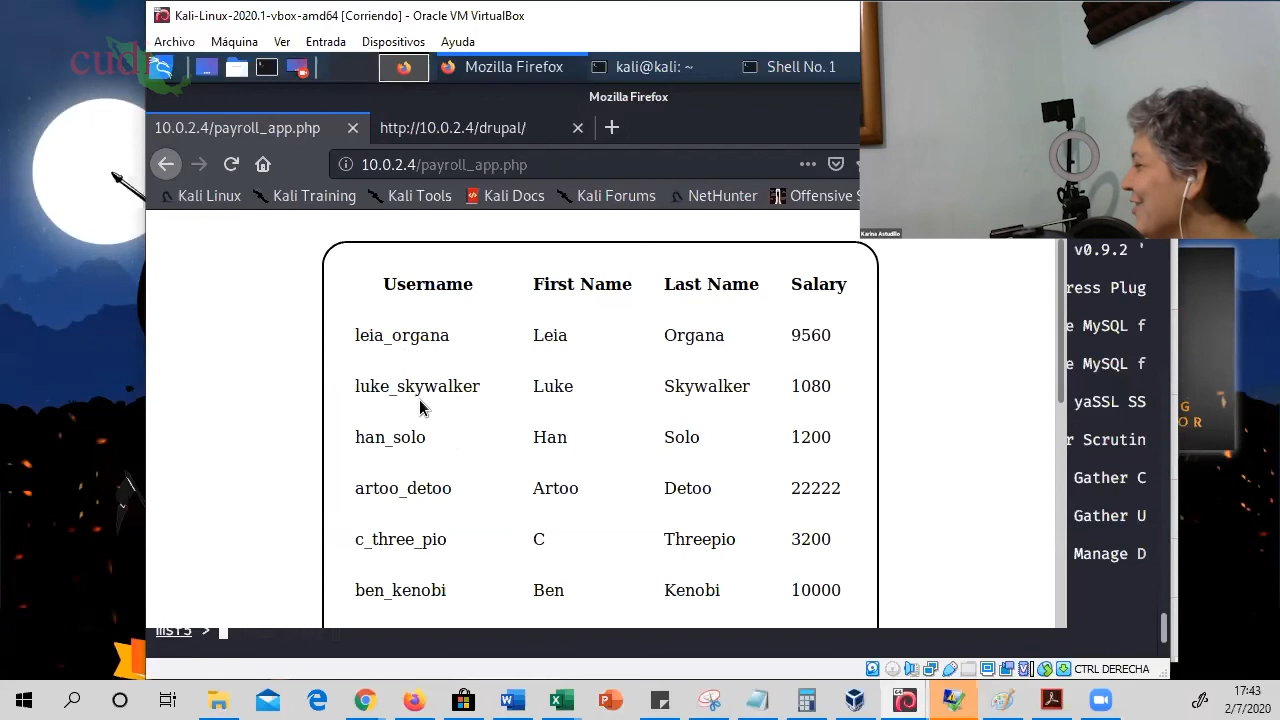 Kali-Linux-2020.1-vbox-amd64 [Corriendo] - Oracle VM VirtualBox
Archivo Máquina Ver Entrada Dispositivos Ayuda
cudi
Mozilla Firefox kali@kali: ~ Shell No. 1
Mozilla Firefox
10.0.2.4/payroll_app.php http://10.0.2.4/drupal/
10.0.2.4/payroll_app.php
Kali Linux Kali Training Kali Tools Kali Docs Kali Forums NetHunter Offensive S
Karina Astudillo
Username First Name Last Name Salary
leia_organa Leia Organa 9560
luke_skywalker Luke Skywalker 1080
han_solo Han Solo 1200
artoo_detoo Artoo Detoo 22222
c_three_pio C Threepio 3200
ben_kenobi Ben Kenobi 10000
v0.9.2 '
ress Plug
e MySQL f
e MySQL f
yaSSL SS
r Scrutin
Gather C
Gather U
Manage D
G
OR
msf5 >
CTRL DERECHA
17:43
2/7/2020